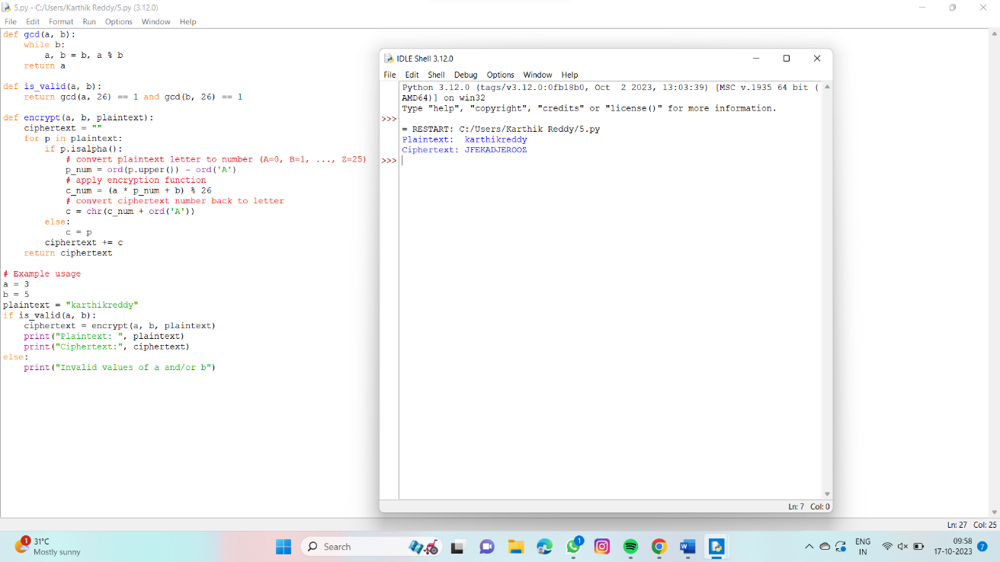 5.py - C:/Users/Karthik Reddy/5.py (3.12.0)
File Edit Format Run Options Window Help
def gcd(a, b):
    while b:
        a, b = b, a % b
    return a

def is_valid(a, b):
    return gcd(a, 26) == 1 and gcd(b, 26) == 1

def encrypt(a, b, plaintext):
    ciphertext = ""
    for p in plaintext:
        if p.isalpha():
            # convert plaintext letter to number (A=0, B=1, ..., Z=25)
            p_num = ord(p.upper()) - ord('A')
            # apply encryption function
            c_num = (a * p_num + b) % 26
            # convert ciphertext number back to letter
            c = chr(c_num + ord('A'))
        else:
            c = p
        ciphertext += c
    return ciphertext

# Example usage
a = 3
b = 5
plaintext = "karthikreddy"
if is_valid(a, b):
    ciphertext = encrypt(a, b, plaintext)
    print("Plaintext: ", plaintext)
    print("Ciphertext:", ciphertext)
else:
    print("Invalid values of a and/or b")
IDLE Shell 3.12.0
File Edit Shell Debug Options Window Help
Python 3.12.0 (tags/v3.12.0:0fb18b0, Oct  2 2023, 13:03:39) [MSC v.1935 64 bit (
AMD64)] on win32
Type "help", "copyright", "credits" or "license()" for more information.
>>>
= RESTART: C:/Users/Karthik Reddy/5.py
Plaintext:  karthikreddy
Ciphertext: JFEKADJEROOZ
>>>
Ln: 7 Col: 0
Ln: 27 Col: 25
1
31°C
Mostly sunny
Search
1
ENG
IN
09:58
17-10-2023
7